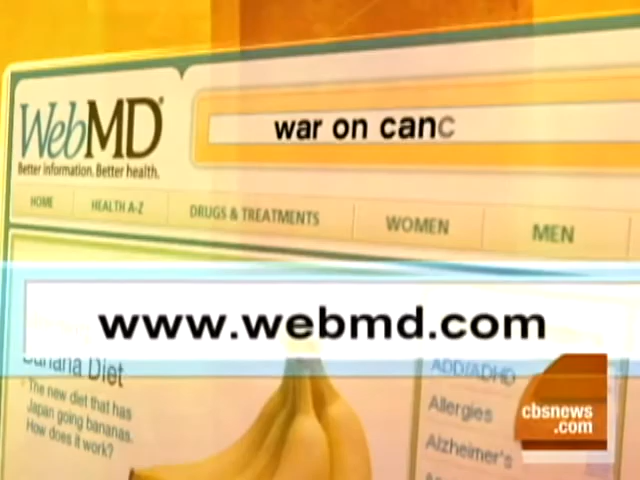 WebMD
Better information. Better health.
war on canc
HOME
HEALTH A-Z
DRUGS & TREATMENTS
WOMEN
MEN
www.webmd.com
Banana Diet
The new diet that has
Japan going bananas.
How does it work?
ADD/ADHD
Allergies
Alzheimer's
cbsnews
.com